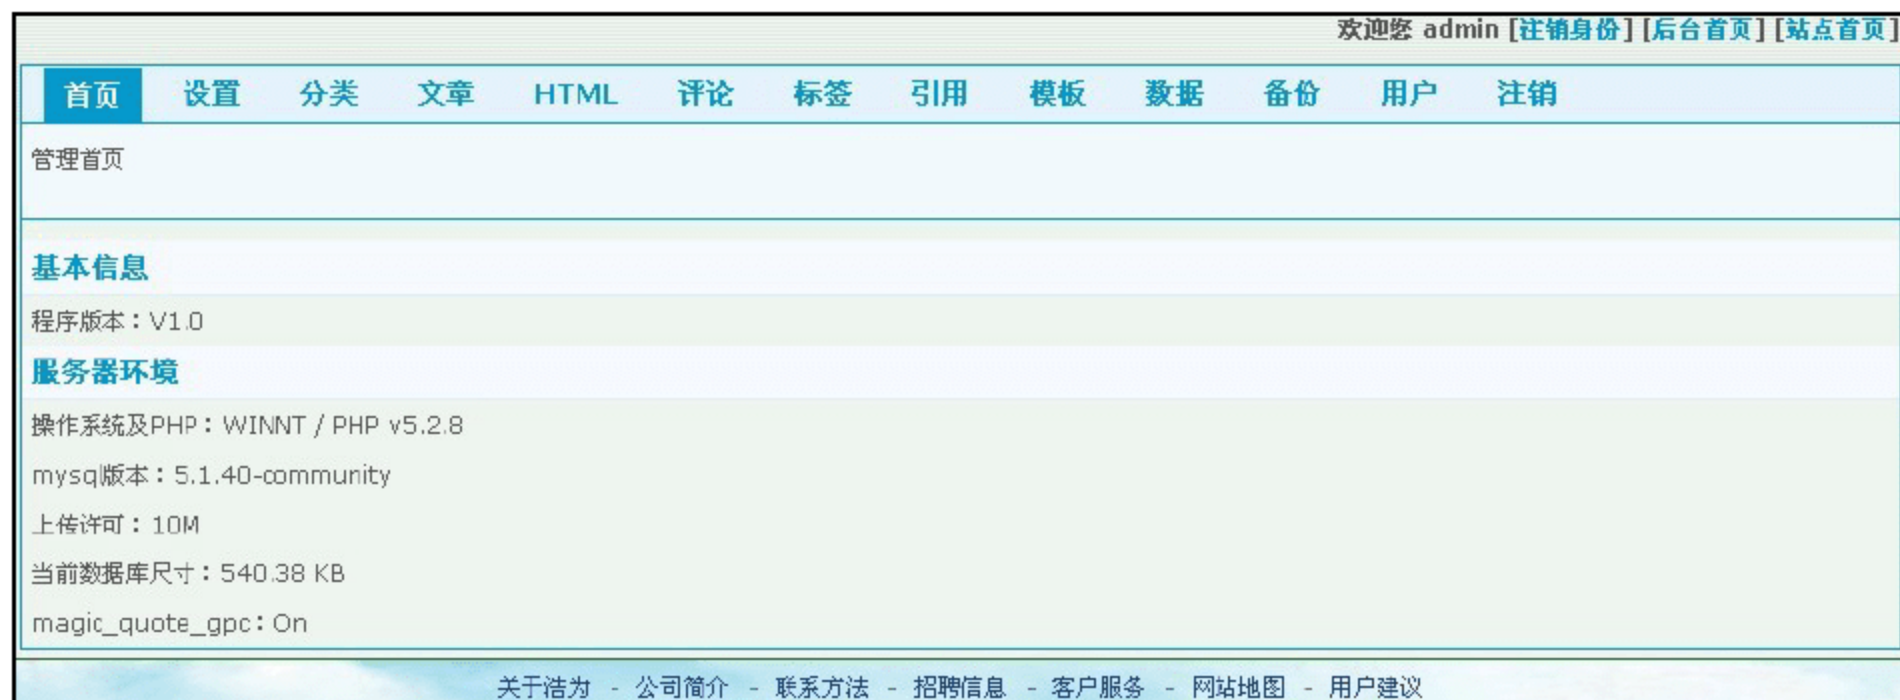 欢迎您 admin [注销身份] [后台首页] [站点首页]
首页 设置 分类 文章 HTML 评论 标签 引用 模板 数据 备份 用户 注销
管理首页
基本信息
程序版本：V1.0
服务器环境
操作系统及PHP：WINNT / PHP v5.2.8
mysql版本：5.1.40-community
上传许可：10M
当前数据库尺寸：540.38 KB
magic_quote_gpc：On
关于浩为 - 公司简介 - 联系方法 - 招聘信息 - 客户服务 - 网站地图 - 用户建议